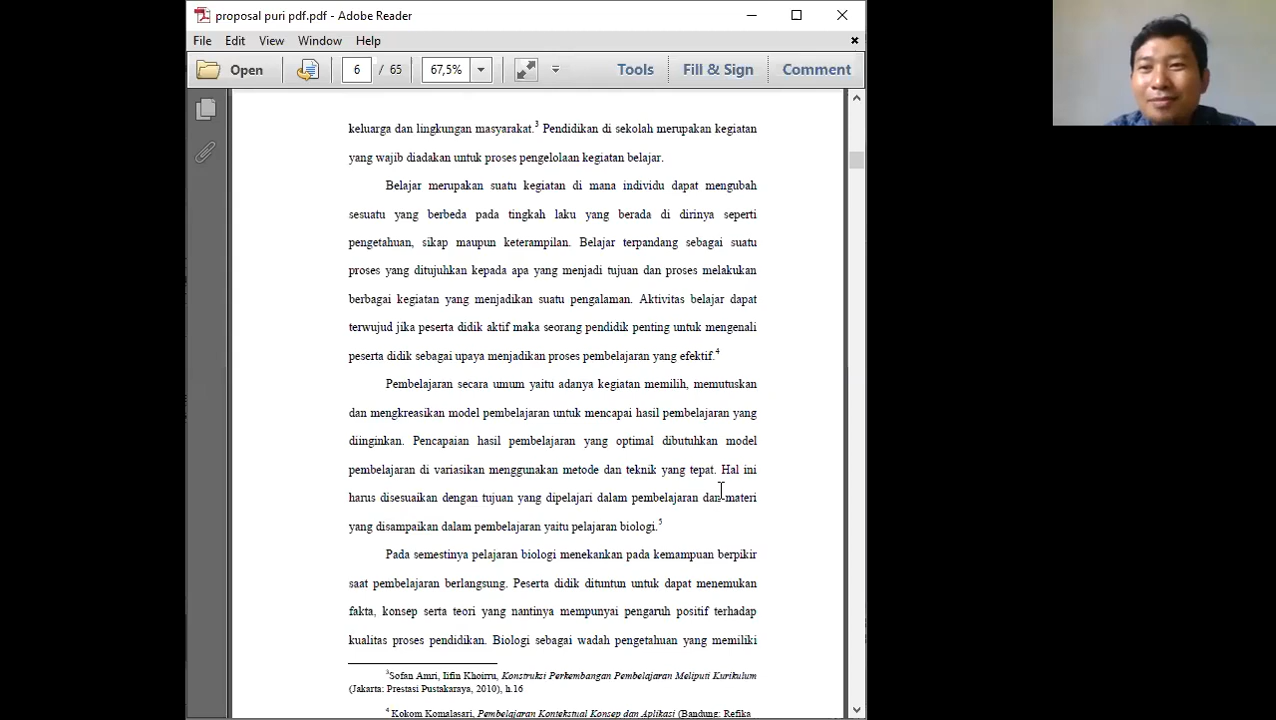 proposal puri pdf.pdf - Adobe Reader
File Edit View Window Help
Open 6 / 65 67,5% Tools Fill & Sign Comment
keluarga dan lingkungan masyarakat.3 Pendidikan di sekolah merupakan kegiatan
yang wajib diadakan untuk proses pengelolaan kegiatan belajar.
Belajar merupakan suatu kegiatan di mana individu dapat mengubah
sesuatu yang berbeda pada tingkah laku yang berada di dirinya seperti
pengetahuan, sikap maupun keterampilan. Belajar terpandang sebagai suatu
proses yang ditujuhkan kepada apa yang menjadi tujuan dan proses melakukan
berbagai kegiatan yang menjadikan suatu pengalaman. Aktivitas belajar dapat
terwujud jika peserta didik aktif maka seorang pendidik penting untuk mengenali
peserta didik sebagai upaya menjadikan proses pembelajaran yang efektif.4
Pembelajaran secara umum yaitu adanya kegiatan memilih, memutuskan
dan mengkreasikan model pembelajaran untuk mencapai hasil pembelajaran yang
diinginkan. Pencapaian hasil pembelajaran yang optimal dibutuhkan model
pembelajaran di variasikan menggunakan metode dan teknik yang tepat. Hal ini
harus disesuaikan dengan tujuan yang dipelajari dalam pembelajaran dan materi
yang disampaikan dalam pembelajaran yaitu pelajaran biologi.5
Pada semestinya pelajaran biologi menekankan pada kemampuan berpikir
saat pembelajaran berlangsung. Peserta didik dituntun untuk dapat menemukan
fakta, konsep serta teori yang nantinya mempunyai pengaruh positif terhadap
kualitas proses pendidikan. Biologi sebagai wadah pengetahuan yang memiliki
3Sofan Amri, Iifin Khoirru, Konstruksi Perkembangan Pembelajaran Meliputi Kurikulum
(Jakarta: Prestasi Pustakaraya, 2010), h.16
4 Kokom Komalasari, Pembelajaran Kontekstual Konsep dan Aplikasi (Bandung: Refika